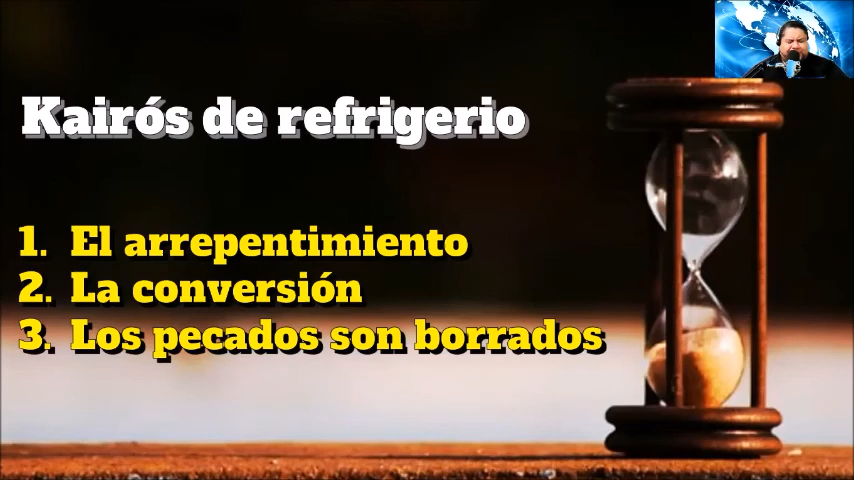 Kairós de refrigerio
1. El arrepentimiento
2. La conversión
3. Los pecados son borrados